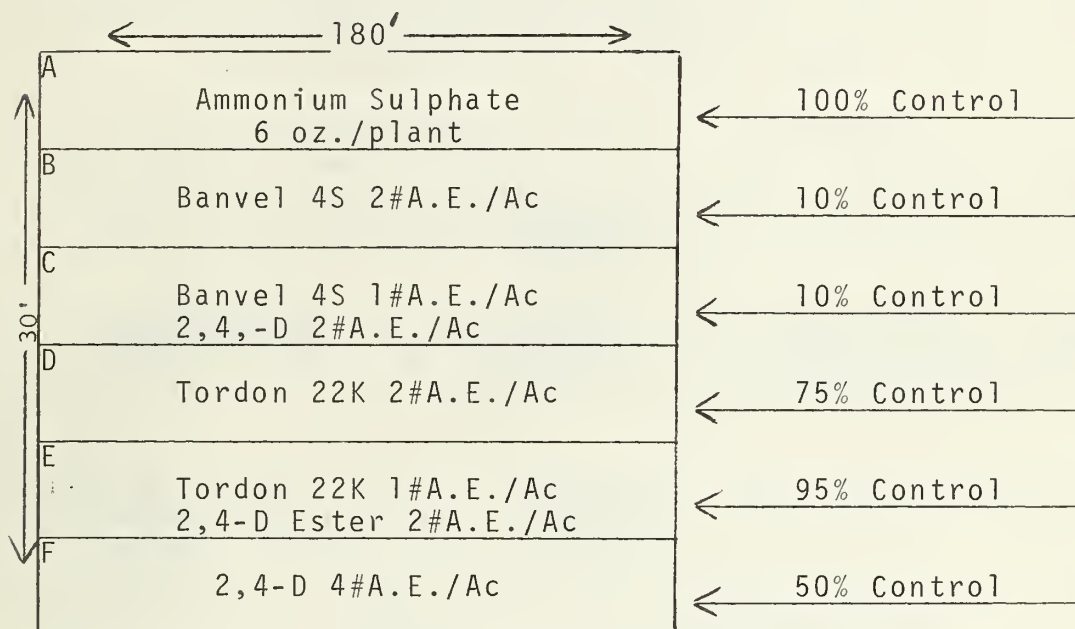 180'
A
Ammonium Sulphate
6 oz./plant
100% Control
B
Banvel 4S 2#A.E./Ac
10% Control
C
Banvel 4S 1#A.E./Ac
2,4,-D 2#A.E./Ac
10% Control
30'
D
Tordon 22K 2#A.E./Ac
75% Control
E
Tordon 22K 1#A.E./Ac
2,4-D Ester 2#A.E./Ac
95% Control
F
2,4-D 4#A.E./Ac
50% Control